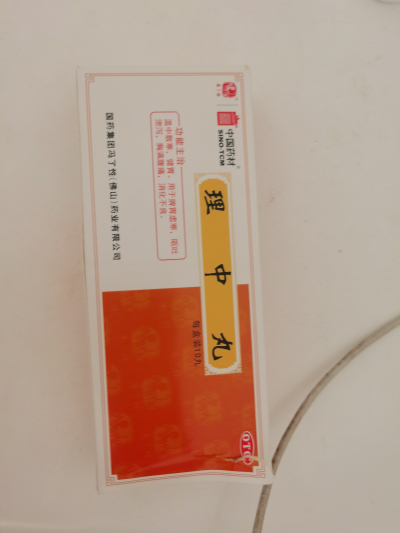 中国药材
SINO-TCM
理中丸
每盒装10丸
功能主治
温中散寒，健胃。用于脾胃虚寒，呕吐
泄泻，胸满腹痛，消化不良。
国药集团冯了性(佛山)药业有限公司
OTC